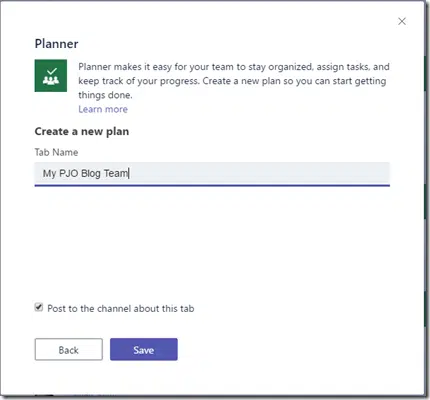 Planner
Planner makes it easy for your team to stay organized, assign tasks, and
keep track of your progress. Create a new plan so you can start getting
things done.
Learn more
Create a new plan
Tab Name
My PJO Blog Team
Post to the channel about this tab
Back
Save